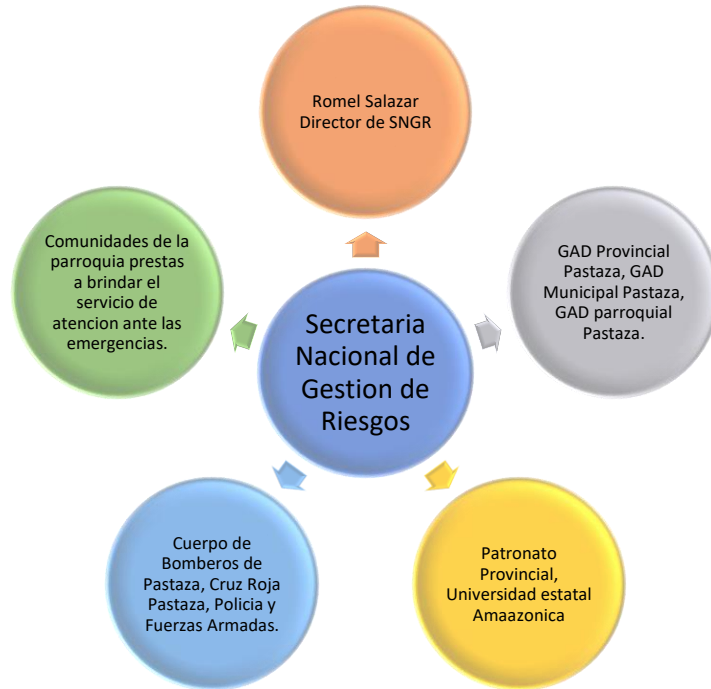 Romel Salazar
Director de SNGR
GAD Provincial
Pastaza, GAD
Municipal Pastaza,
GAD parroquial
Pastaza.
Patronato
Provincial,
Universidad estatal
Amaazonica
Cuerpo de
Bomberos de
Pastaza, Cruz Roja
Pastaza, Policia y
Fuerzas Armadas.
Comunidades de la
parroquia prestas
a brindar el
servicio de
atencion ante las
emergencias.
Secretaria
Nacional de
Gestion de
Riesgos